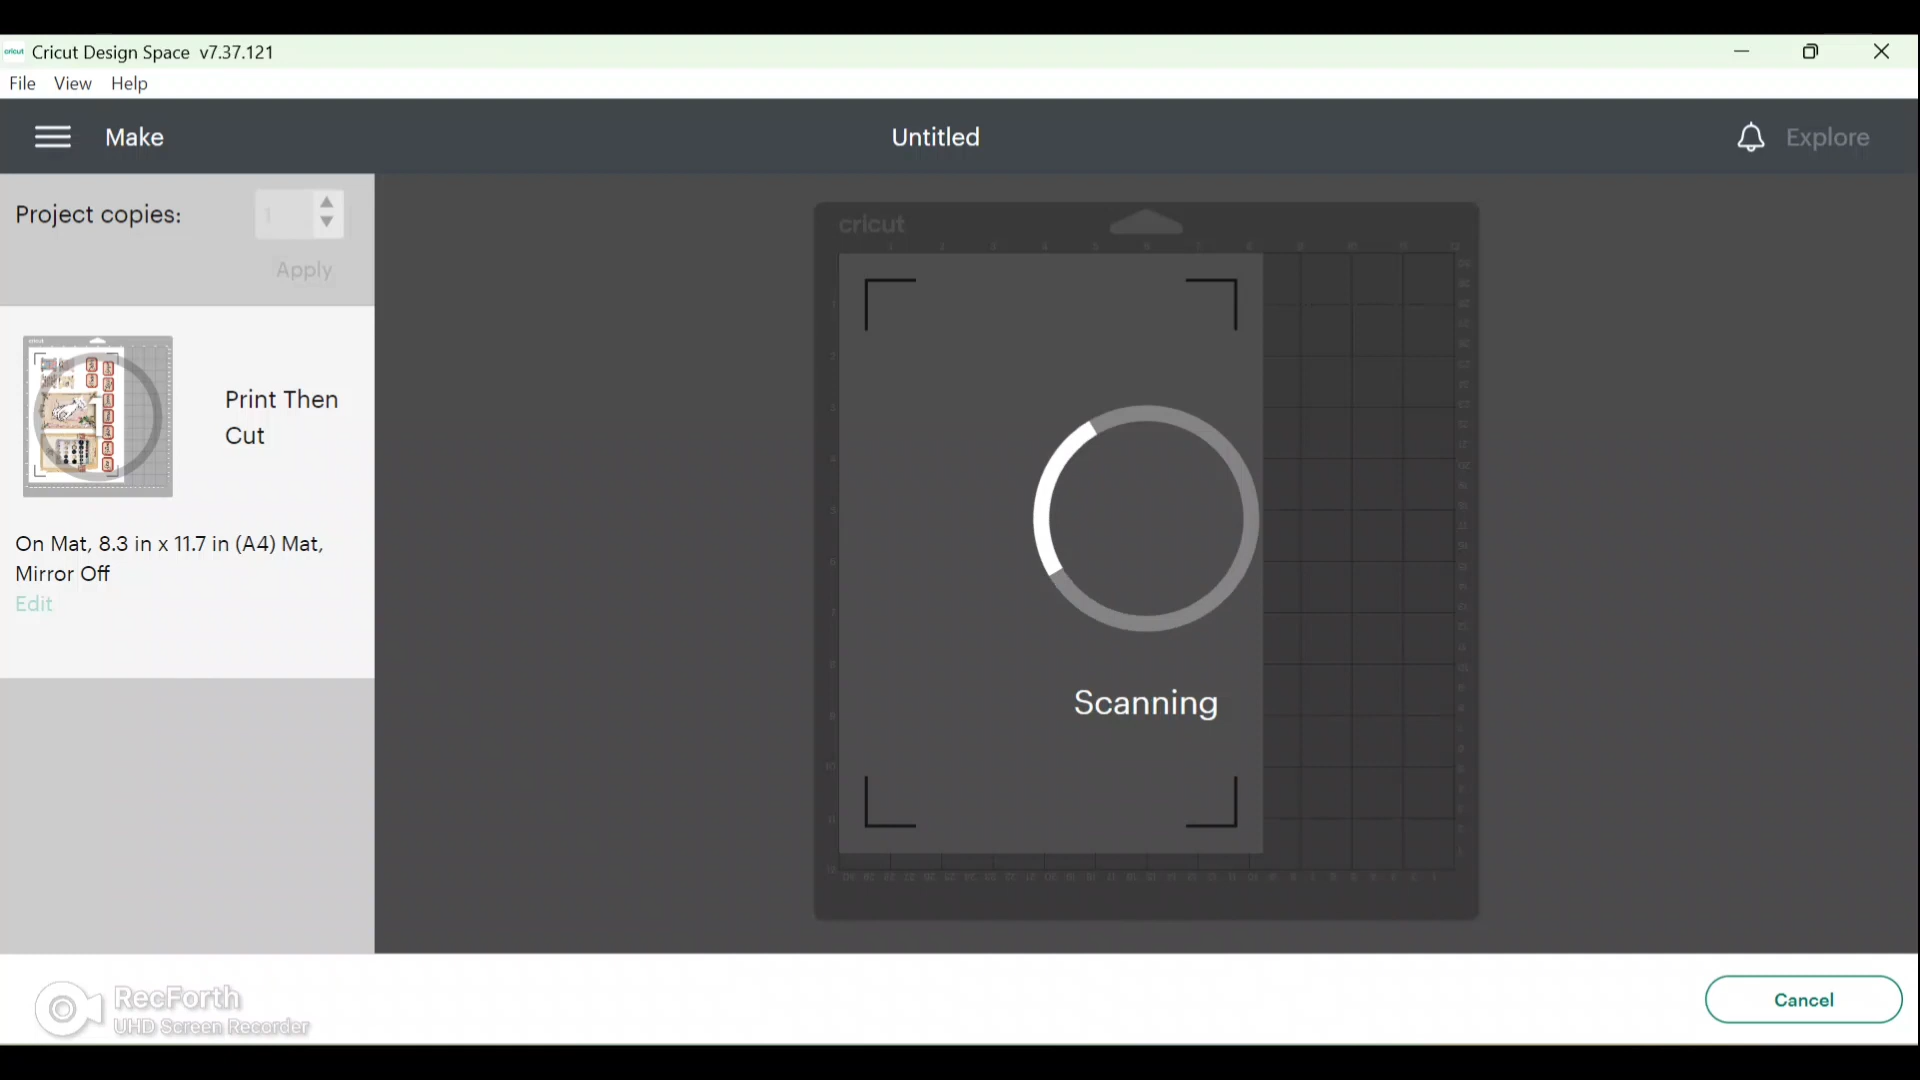 cricut Cricut Design Space v7.37.121
File View Help
Make
Untitled
Explore
Project copies:
1
Apply
Print Then
Cut
On Mat, 8.3 in x 11.7 in (A4) Mat,
Mirror Off
Edit
cricut
Scanning
RecForth
UHD Screen Recorder
Cancel